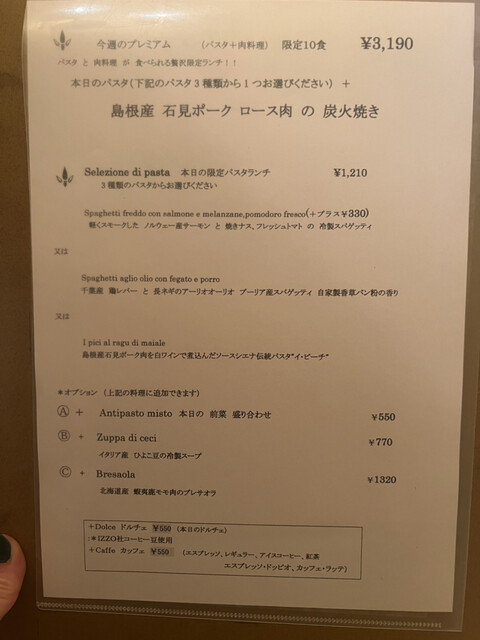 今週のプレミアム （パスタ＋肉料理） 限定10食 ¥3,190
パスタ と 肉料理 が 食べられる贅沢限定ランチ！！
本日のパスタ（下記のパスタ３種類から１つお選びください） ＋
島根産 石見ポーク ロース肉 の 炭火焼き
Selezione di pasta 本日の限定パスタランチ ¥1,210
３種類のパスタからお選びください
Spaghetti freddo con salmone e melanzane,pomodoro fresco(＋プラス¥330)
軽くスモークした ノルウェー産サーモン と 焼きナス,フレッシュトマト の 冷製スパゲッティ
又は
Spaghetti aglio olio con fegato e porro
千葉産 鶏レバー と 長ネギのアーリオオーリオ プーリア産スパゲッティ 自家製香草パン粉の香り
又は
I pici al ragu di maiale
島根産石見ポーク肉を白ワインで煮込んだソースシエナ伝統パスタ"イ・ピーチ"
＊オプション （上記の料理に追加できます）
Ⓐ ＋ Antipasto misto 本日の 前菜 盛り合わせ ¥550
Ⓑ ＋ Zuppa di ceci ¥770
イタリア産 ひよこ豆の冷製スープ
Ⓒ ＋ Bresaola ¥1320
北海道産 蝦夷鹿モモ肉のブレサオラ
＋Dolce ドルチェ ¥550 （本日のドルチェ）
:＊IZZO社コーヒー豆使用
＋Caffe カッフェ ¥550 （エスプレッソ、レギュラー、アイスコーヒー、紅茶
エスプレッソ・ドッピオ、カッフェ・ラッテ）